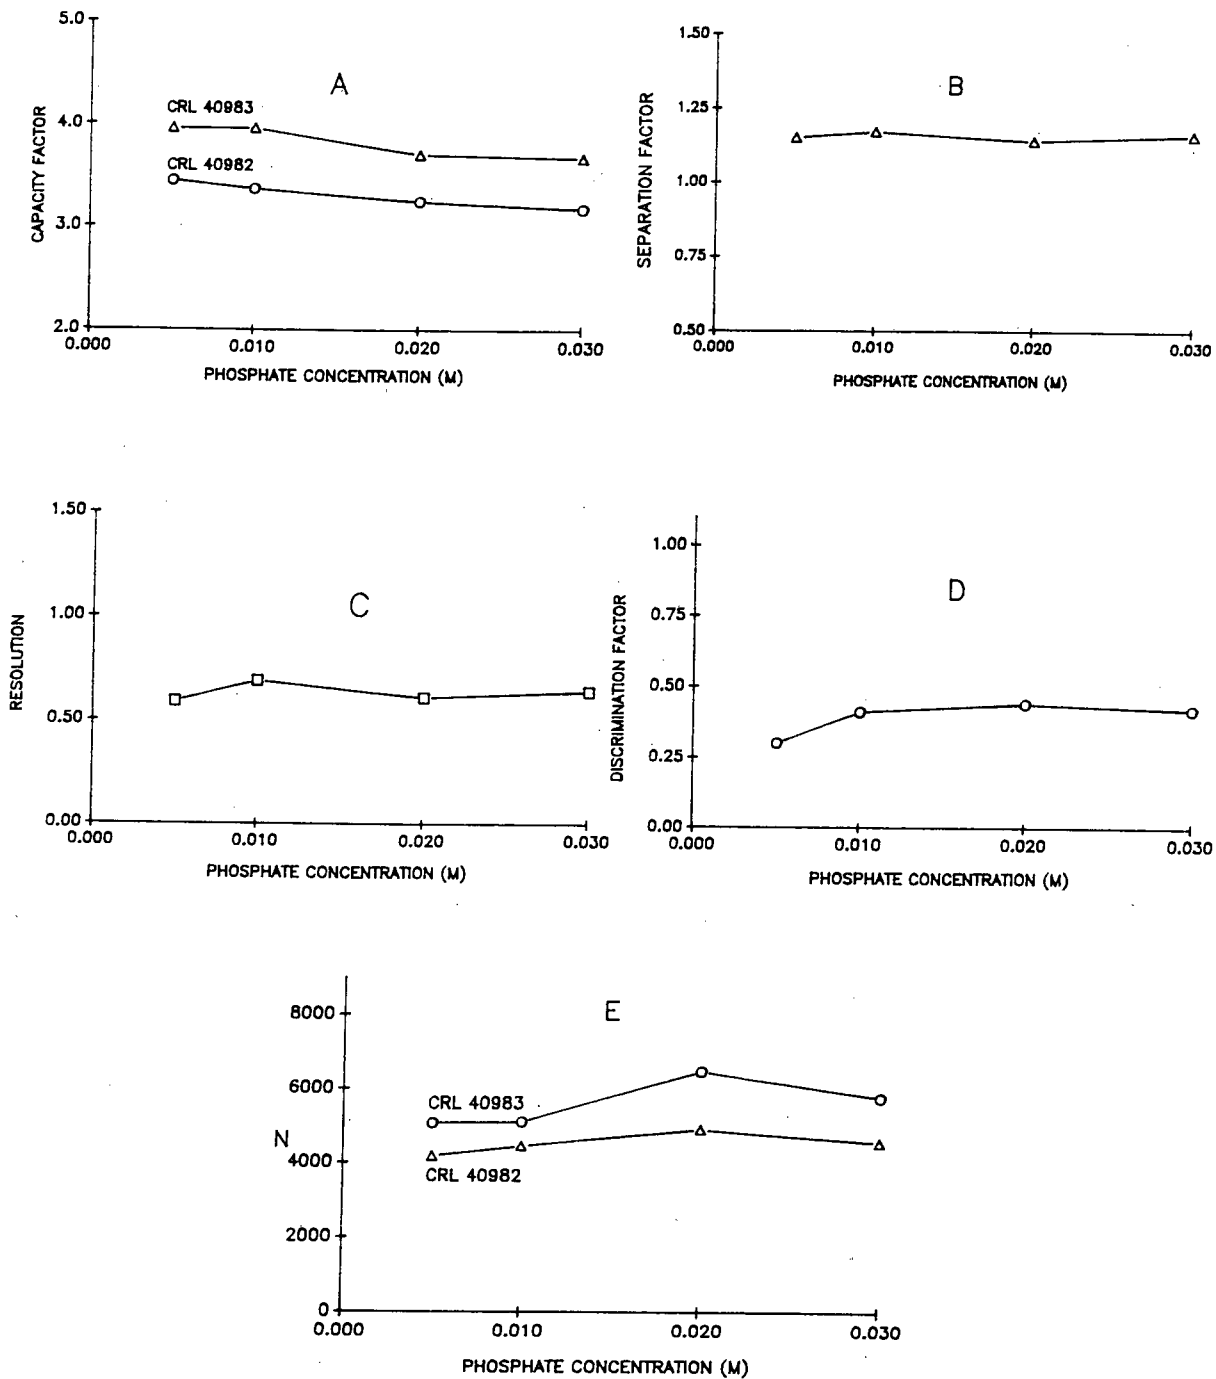 5.0
A
CRL 40983
4.0
CRL 40982
3.0
2.0
CAPACITY FACTOR
0.000 0.010 0.020 0.030
PHOSPHATE CONCENTRATION (M)
1.50
B
1.25
1.00
0.75
0.50
SEPARATION FACTOR
0.000 0.010 0.020 0.030
PHOSPHATE CONCENTRATION (M)
1.50
C
1.00
0.50
0.00
RESOLUTION
0.000 0.010 0.020 0.030
PHOSPHATE CONCENTRATION (M)
1.00
D
0.75
0.50
0.25
0.00
DISCRIMINATION FACTOR
0.000 0.010 0.020 0.030
PHOSPHATE CONCENTRATION (M)
8000
E
6000
CRL 40983
N
4000
CRL 40982
2000
0
0.000 0.010 0.020 0.030
PHOSPHATE CONCENTRATION (M)